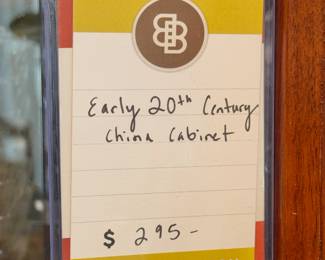 Early 20th Century
China Cabinet
$ 295-